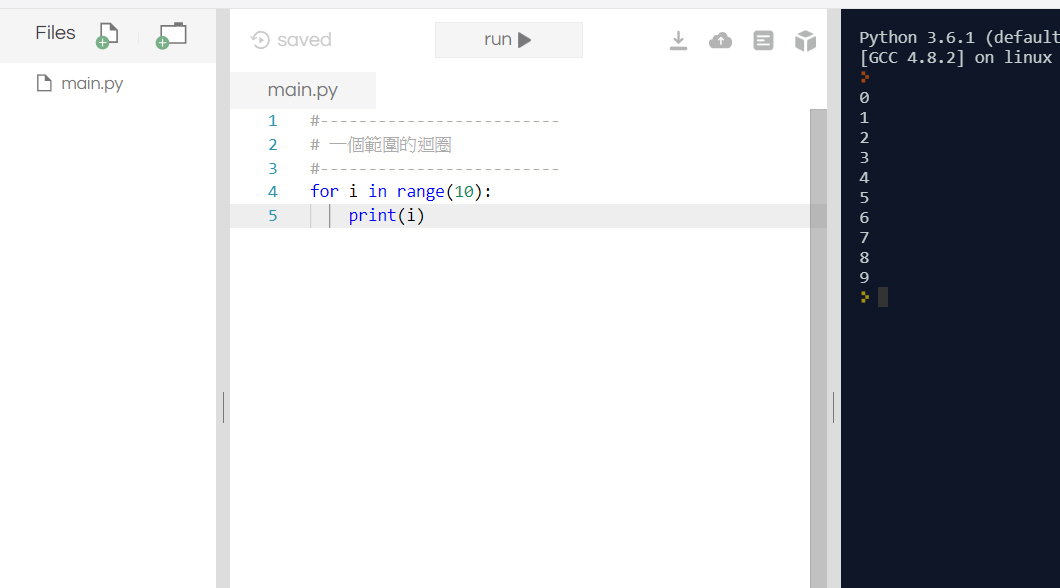 Files
main.py
saved
run
main.py
1 #-------------------------
2 # 一個範圍的迴圈
3 #-------------------------
4 for i in range(10):
5     print(i)
Python 3.6.1 (default
[GCC 4.8.2] on linux
0
1
2
3
4
5
6
7
8
9